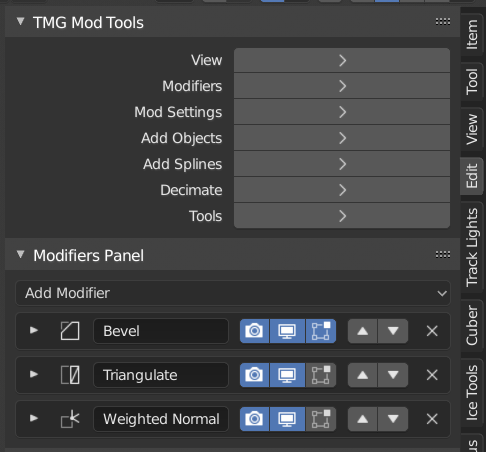 TMG Mod Tools
View
Modifiers
Mod Settings
Add Objects
Add Splines
Decimate
Tools
Modifiers Panel
Add Modifier
Bevel
Triangulate
Weighted Normal
Item
Tool
View
Edit
Track Lights
Cuber
Ice Tools